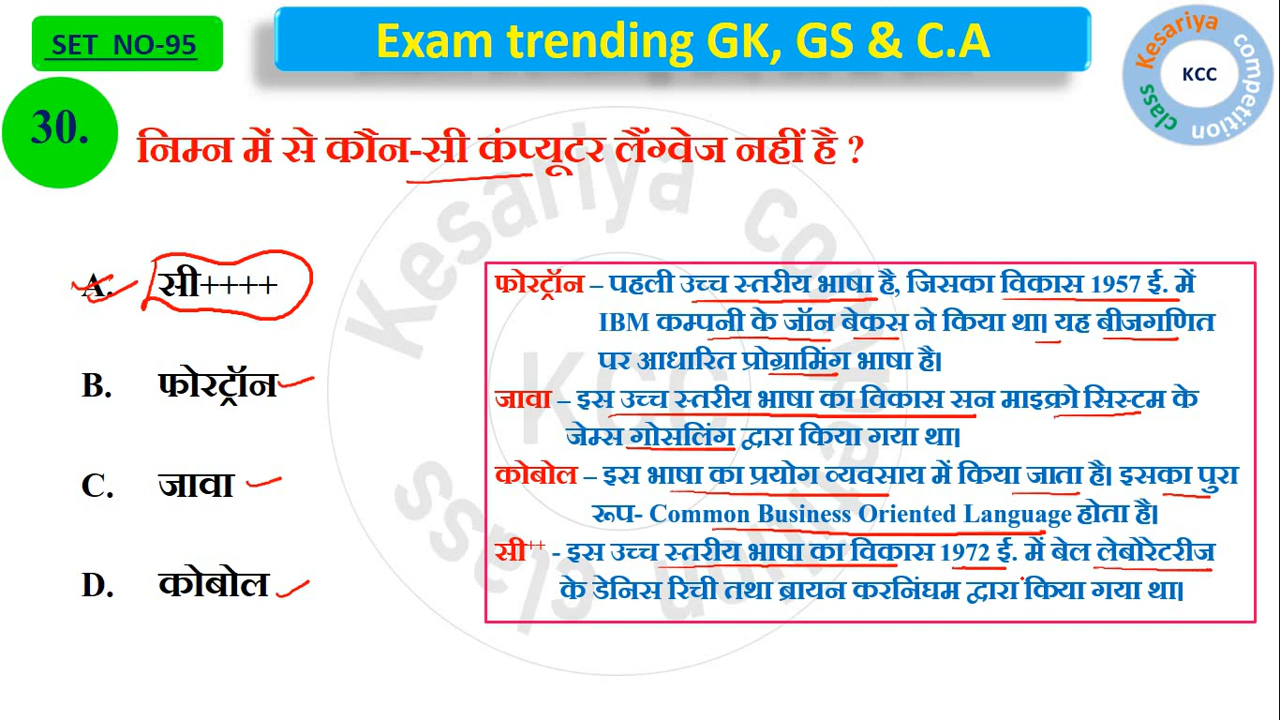 SET NO-95
Exam trending GK, GS & C.A
Kesariya competition class
KCC
30.
निम्न में से कौन-सी कंप्यूटर लैंग्वेज नहीं है ?
A. सी++++
B. फोरट्रॉन
C. जावा
D. कोबोल
फोरट्रॉन – पहली उच्च स्तरीय भाषा है, जिसका विकास 1957 ई. में
IBM कम्पनी के जॉन बेकस ने किया था। यह बीजगणित
पर आधारित प्रोग्रामिंग भाषा है।
जावा – इस उच्च स्तरीय भाषा का विकास सन माइक्रो सिस्टम के
जेम्स गोसलिंग द्वारा किया गया था।
कोबोल – इस भाषा का प्रयोग व्यवसाय में किया जाता है। इसका पुरा
रूप- Common Business Oriented Language होता है।
सी++ - इस उच्च स्तरीय भाषा का विकास 1972 ई. में बेल लेबोरेटरीज
के डेनिस रिची तथा ब्रायन करनिंघम द्वारा किया गया था।